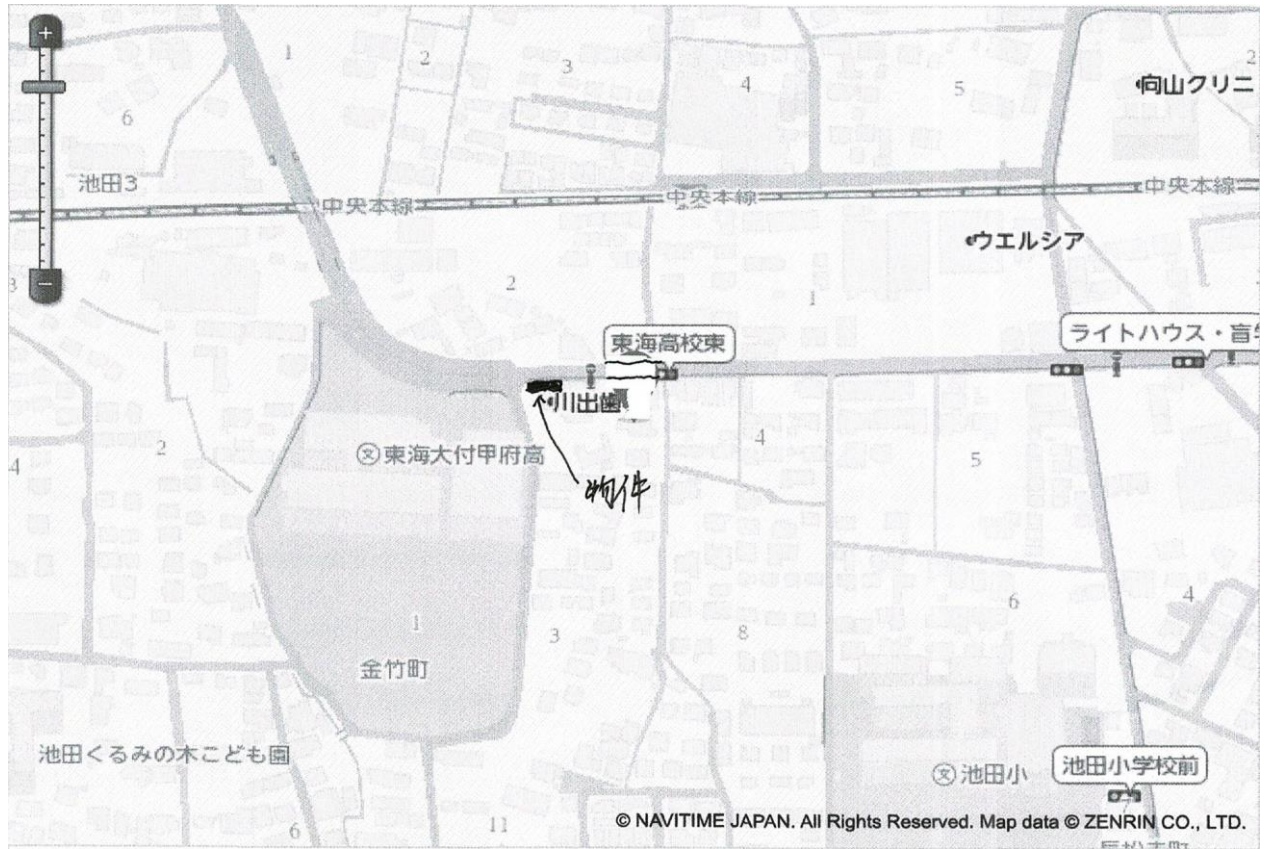 +
1
2
3
4
5
2
向山クリニ
6
池田3
中央本線
中央本線
中央本線
ウエルシア
−
3
2
1
東海高校東
ライトハウス・盲学
川出歯
2
4
4
東海大付甲府高
5
物件
6
4
1
3
8
金竹町
池田くるみの木こども園
池田小
池田小学校前
6
11
© NAVITIME JAPAN. All Rights Reserved. Map data © ZENRIN CO., LTD.